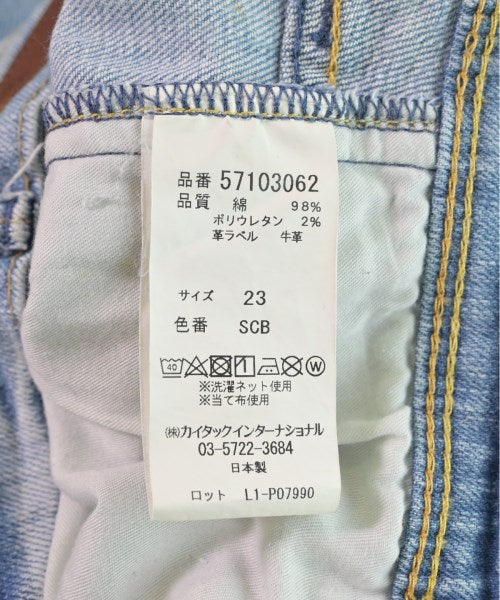 品番 57103062
品質 綿 98%
ポリウレタン 2%
革ラベル 牛革
サイズ 23
色番 SCB
40 W
※洗濯ネット使用
※当て布使用
㈱カイタックインターナショナル
03-5722-3684
日本製
ロット L1-P07990